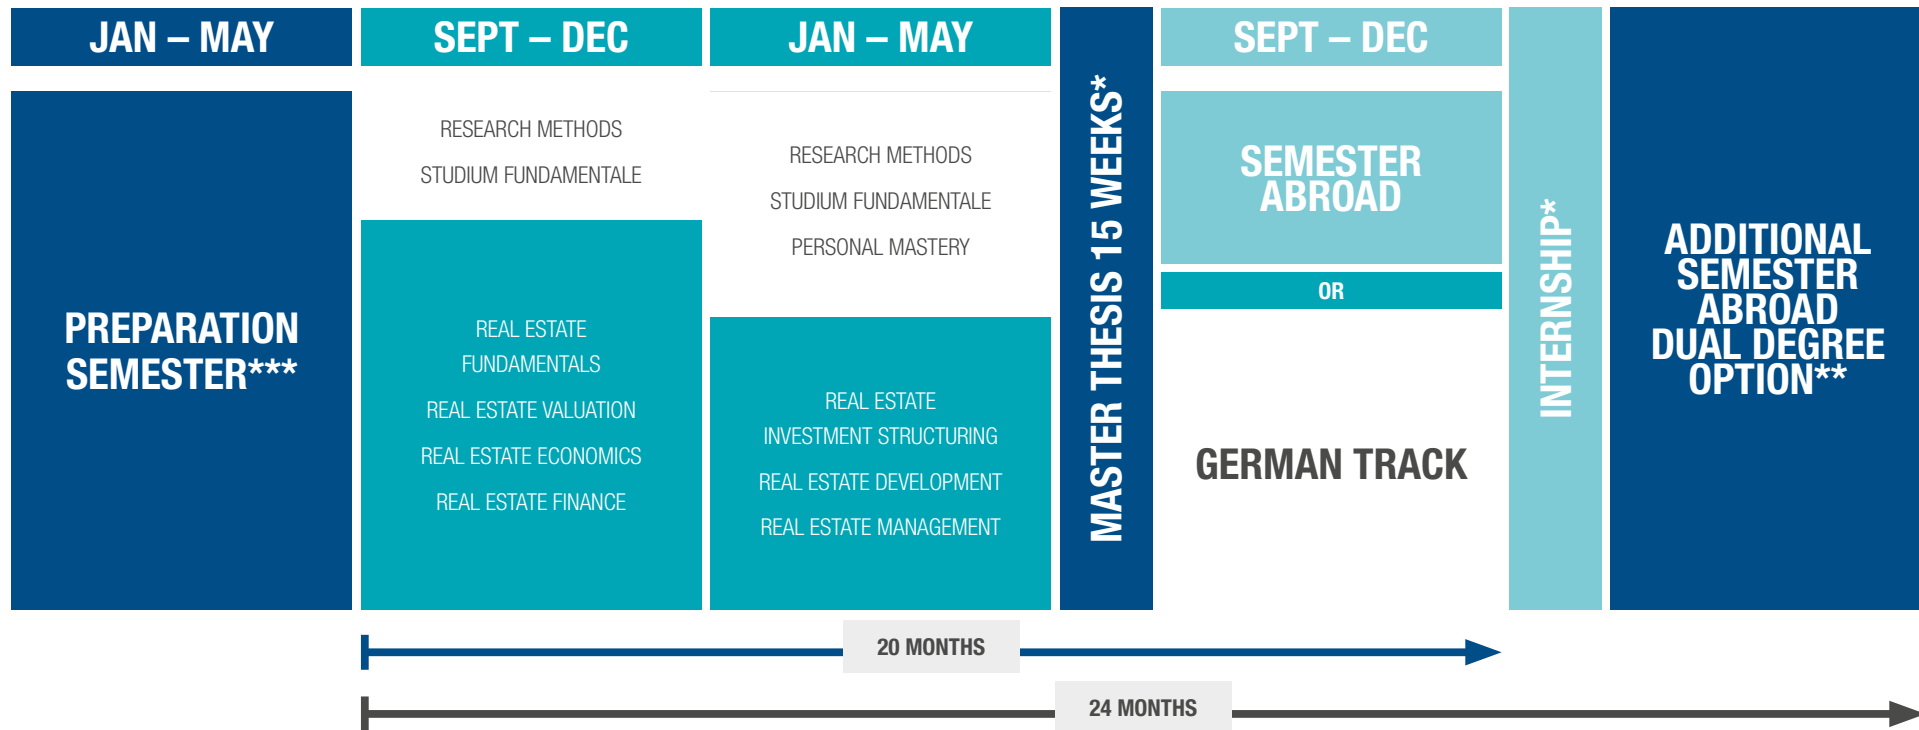 JAN – MAY
PREPARATION
SEMESTER***
SEPT – DEC
RESEARCH METHODS
STUDIUM FUNDAMENTALE
REAL ESTATE
FUNDAMENTALS
REAL ESTATE VALUATION
REAL ESTATE ECONOMICS
REAL ESTATE FINANCE
JAN – MAY
RESEARCH METHODS
STUDIUM FUNDAMENTALE
PERSONAL MASTERY
REAL ESTATE
INVESTMENT STRUCTURING
REAL ESTATE DEVELOPMENT
REAL ESTATE MANAGEMENT
MASTER THESIS 15 WEEKS*
SEPT – DEC
SEMESTER
ABROAD
OR
GERMAN TRACK
INTERNSHIP*
ADDITIONAL
SEMESTER
ABROAD
DUAL DEGREE
OPTION**
20 MONTHS
24 MONTHS